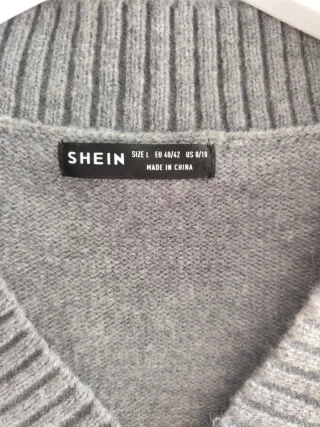 SHEIN SIZE L EU 40/42 US 8/10
MADE IN CHINA